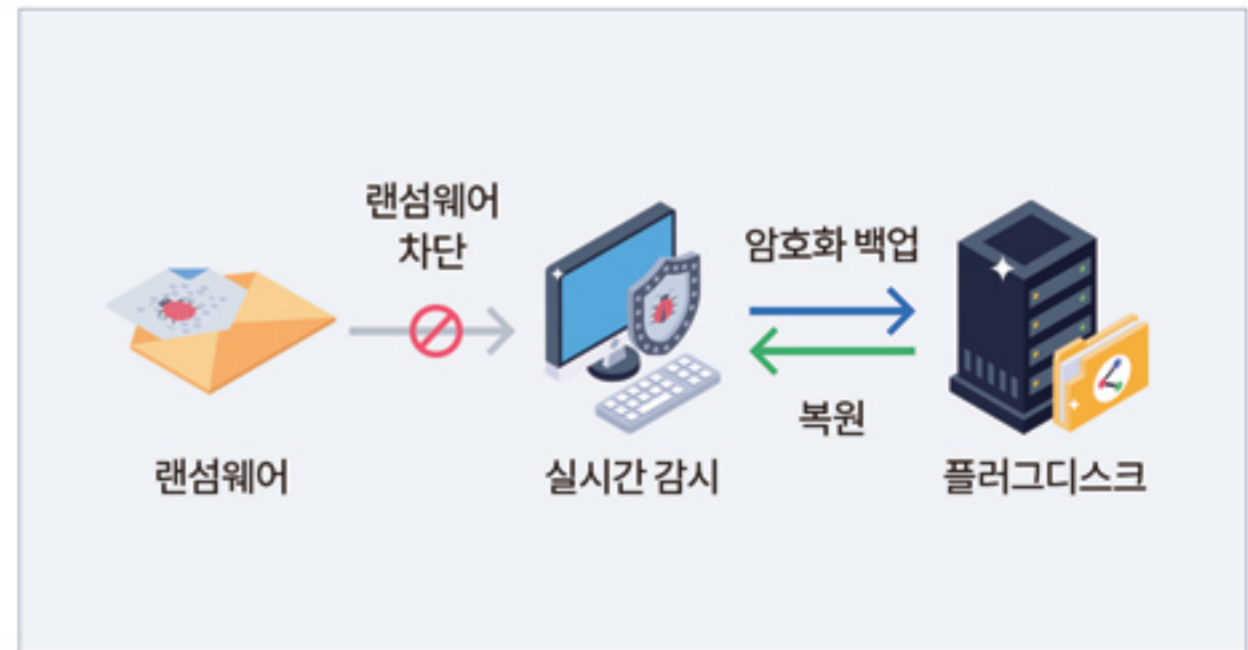 랜섬웨어
차단
암호화 백업
복원
랜섬웨어
실시간 감시
플러그디스크